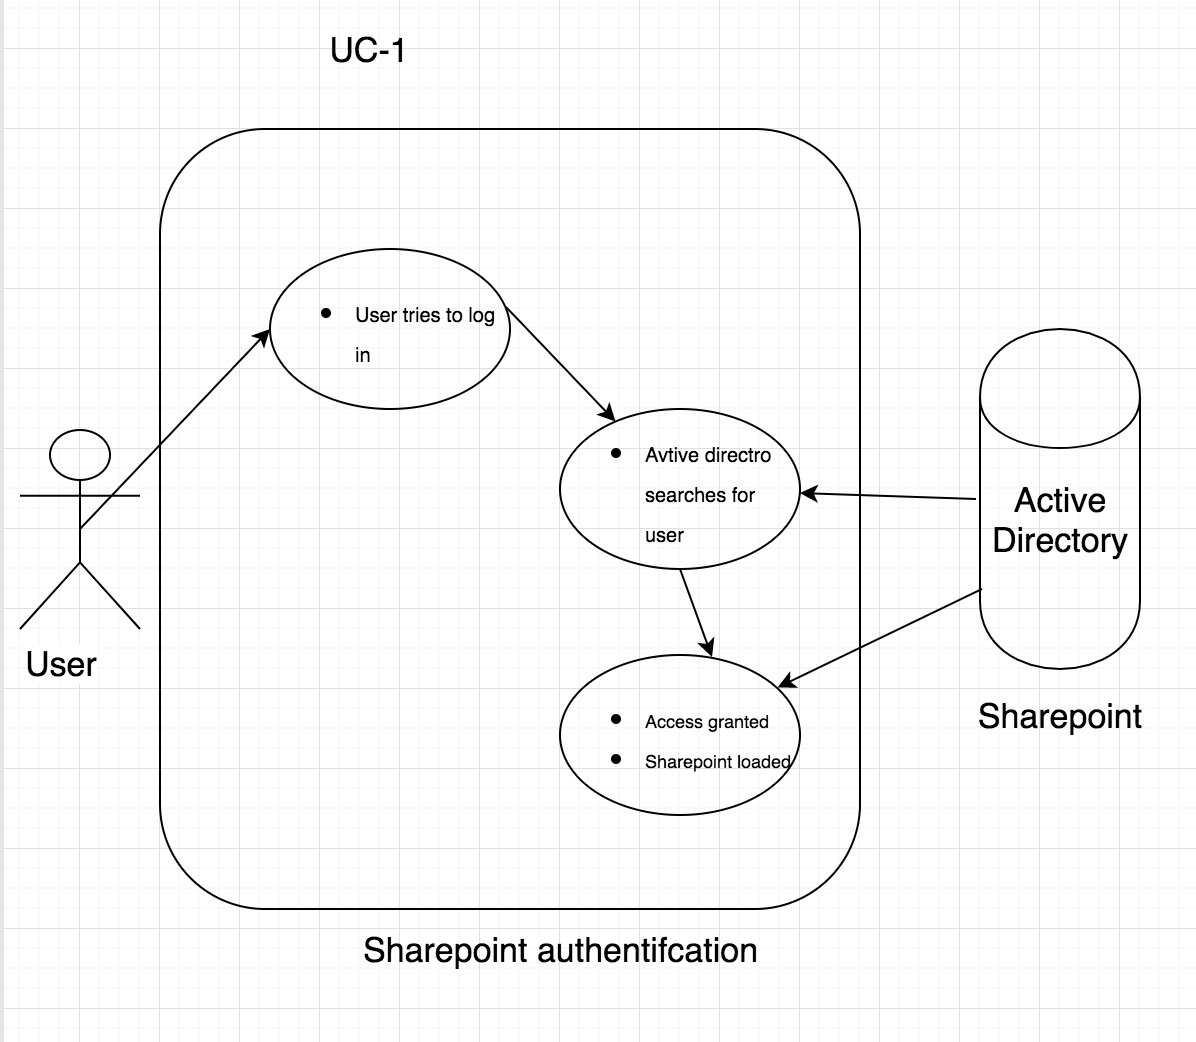 UC-1
User tries to log
in
Avtive directro
searches for
user
Active
Directory
User
Sharepoint
Access granted
Sharepoint loaded
Sharepoint authentifcation